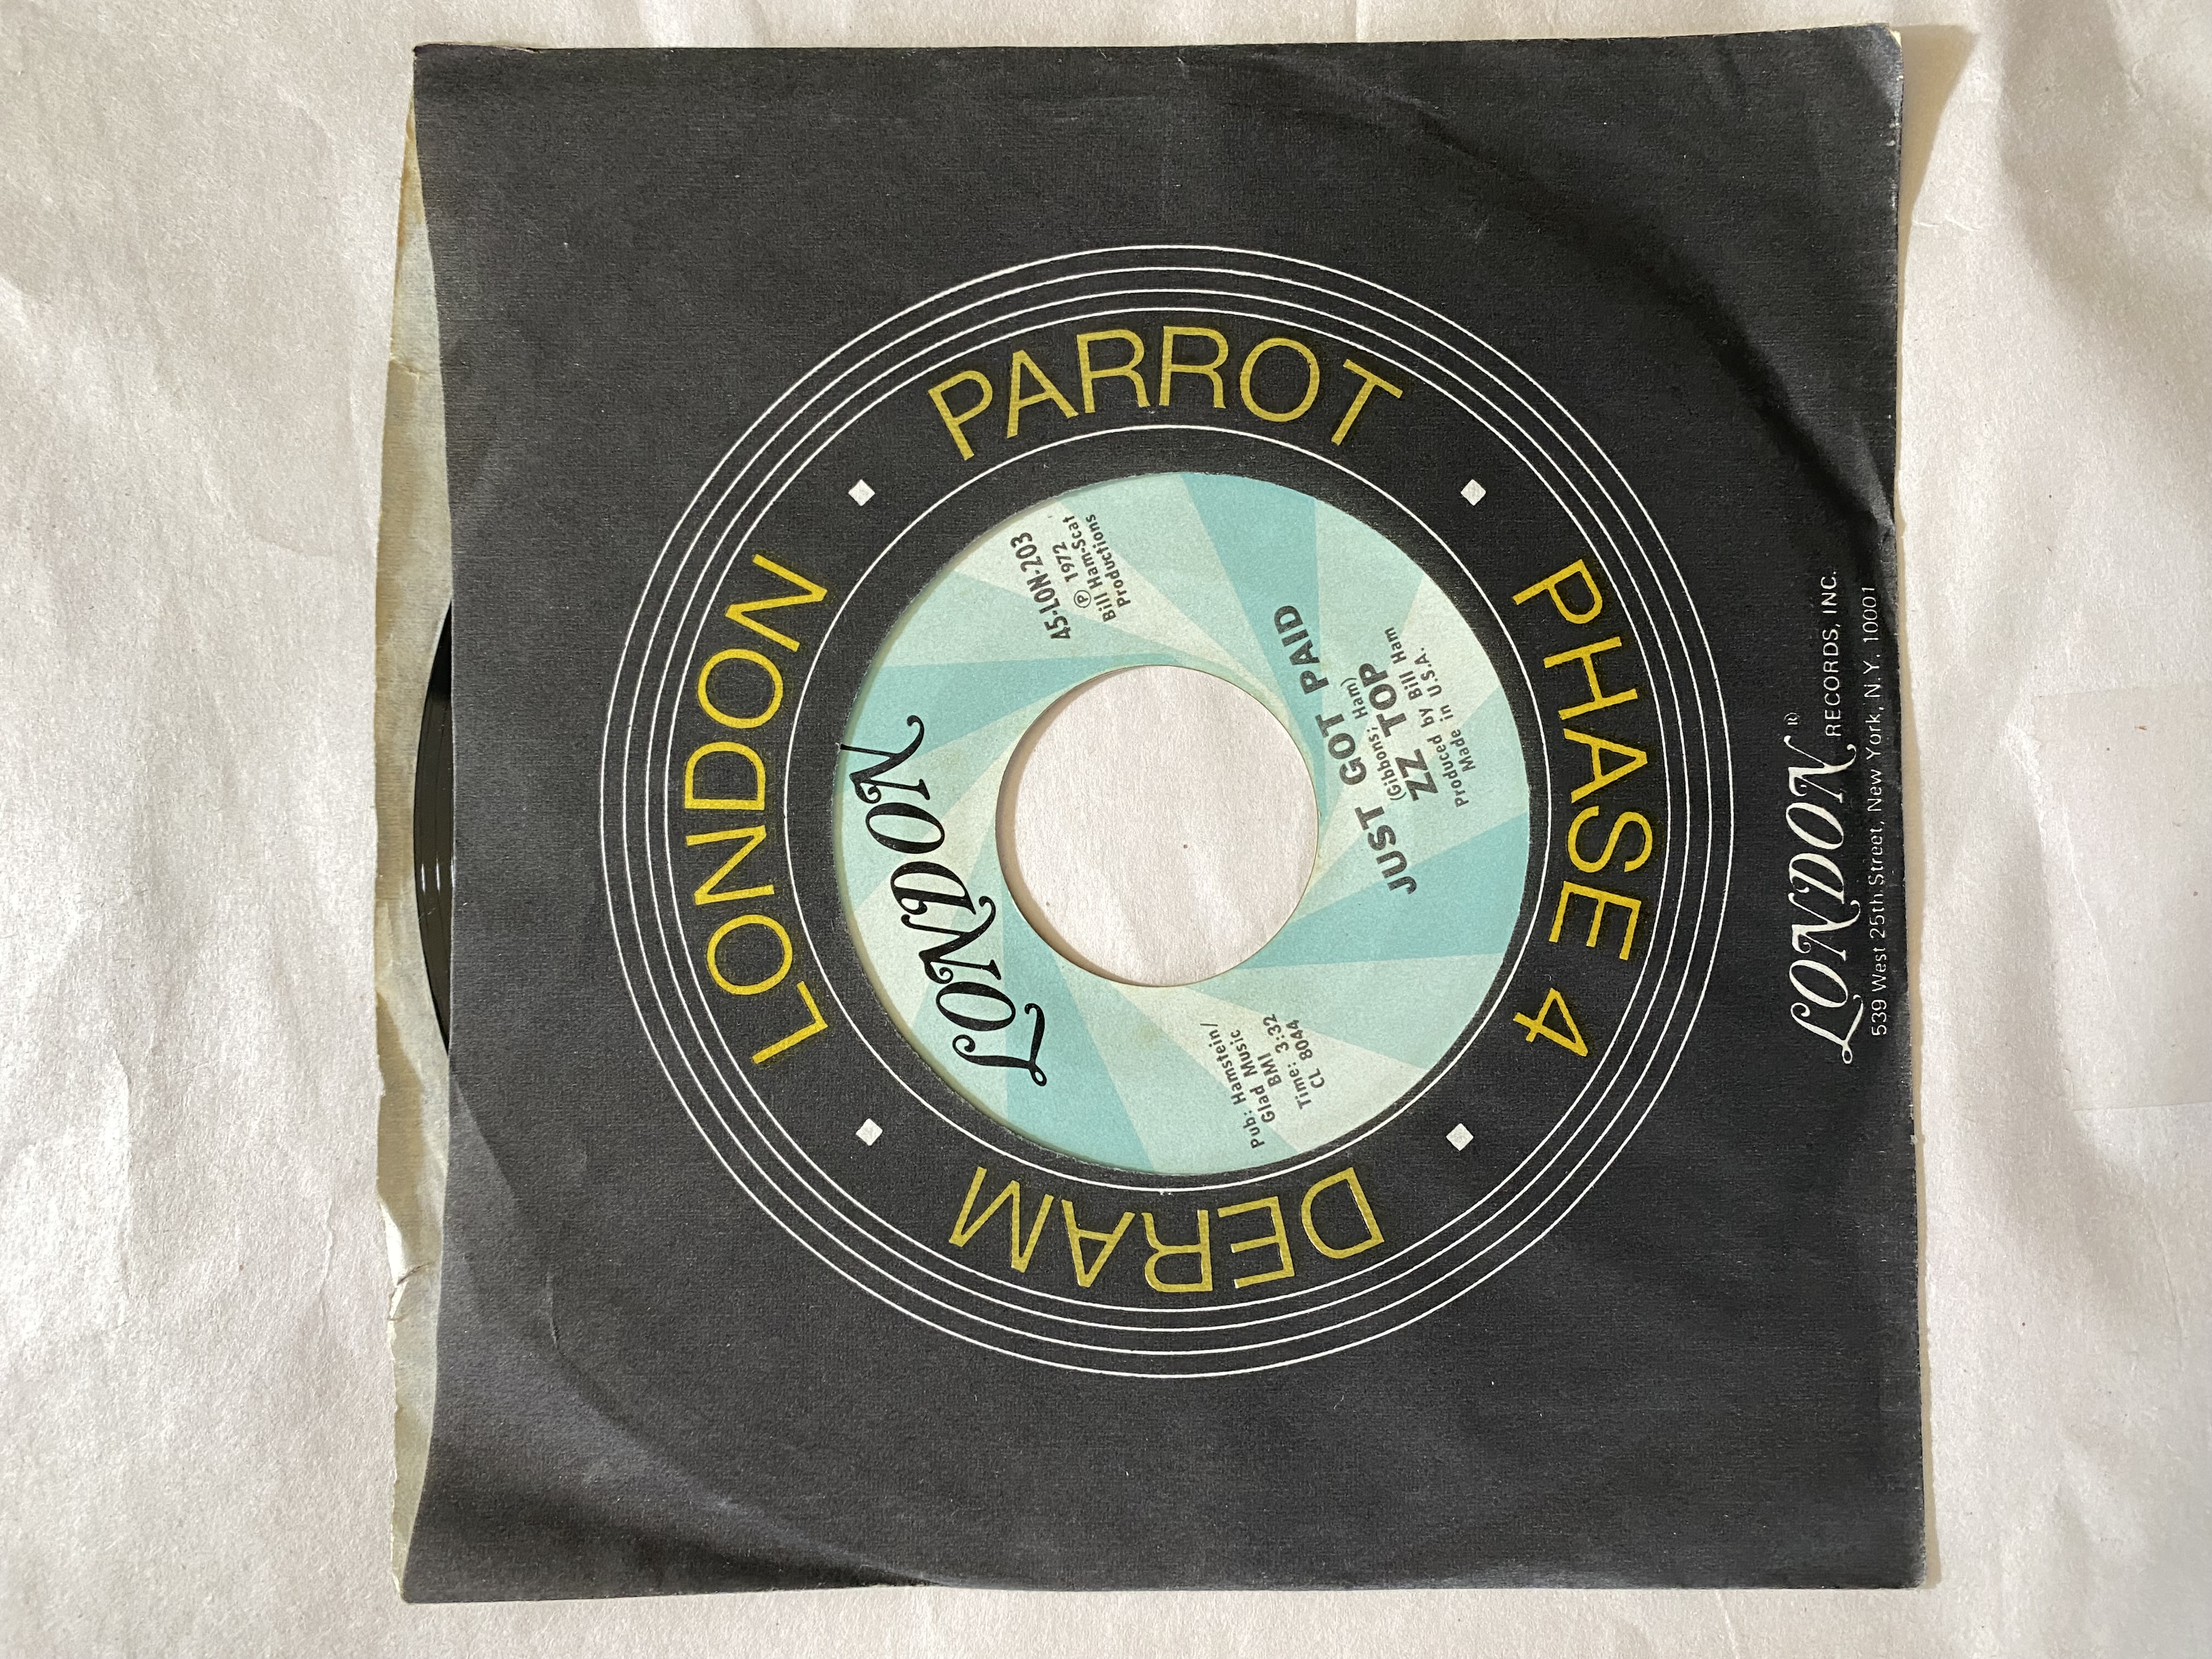 LONDON
PARROT
PHASE 4
DERAM
LONDON
45-LON-203
Ⓟ 1972
Bill Ham-Scat
Productions
Pub: Hamstein/
Glad Music
BMI
Time: 3:32
CL 8044
JUST GOT PAID
(Gibbons; Ham)
ZZ TOP
Produced by Bill Ham
Made in U.S.A.
LONDON® RECORDS, INC.
539 West 25th Street, New York, N.Y. 10001